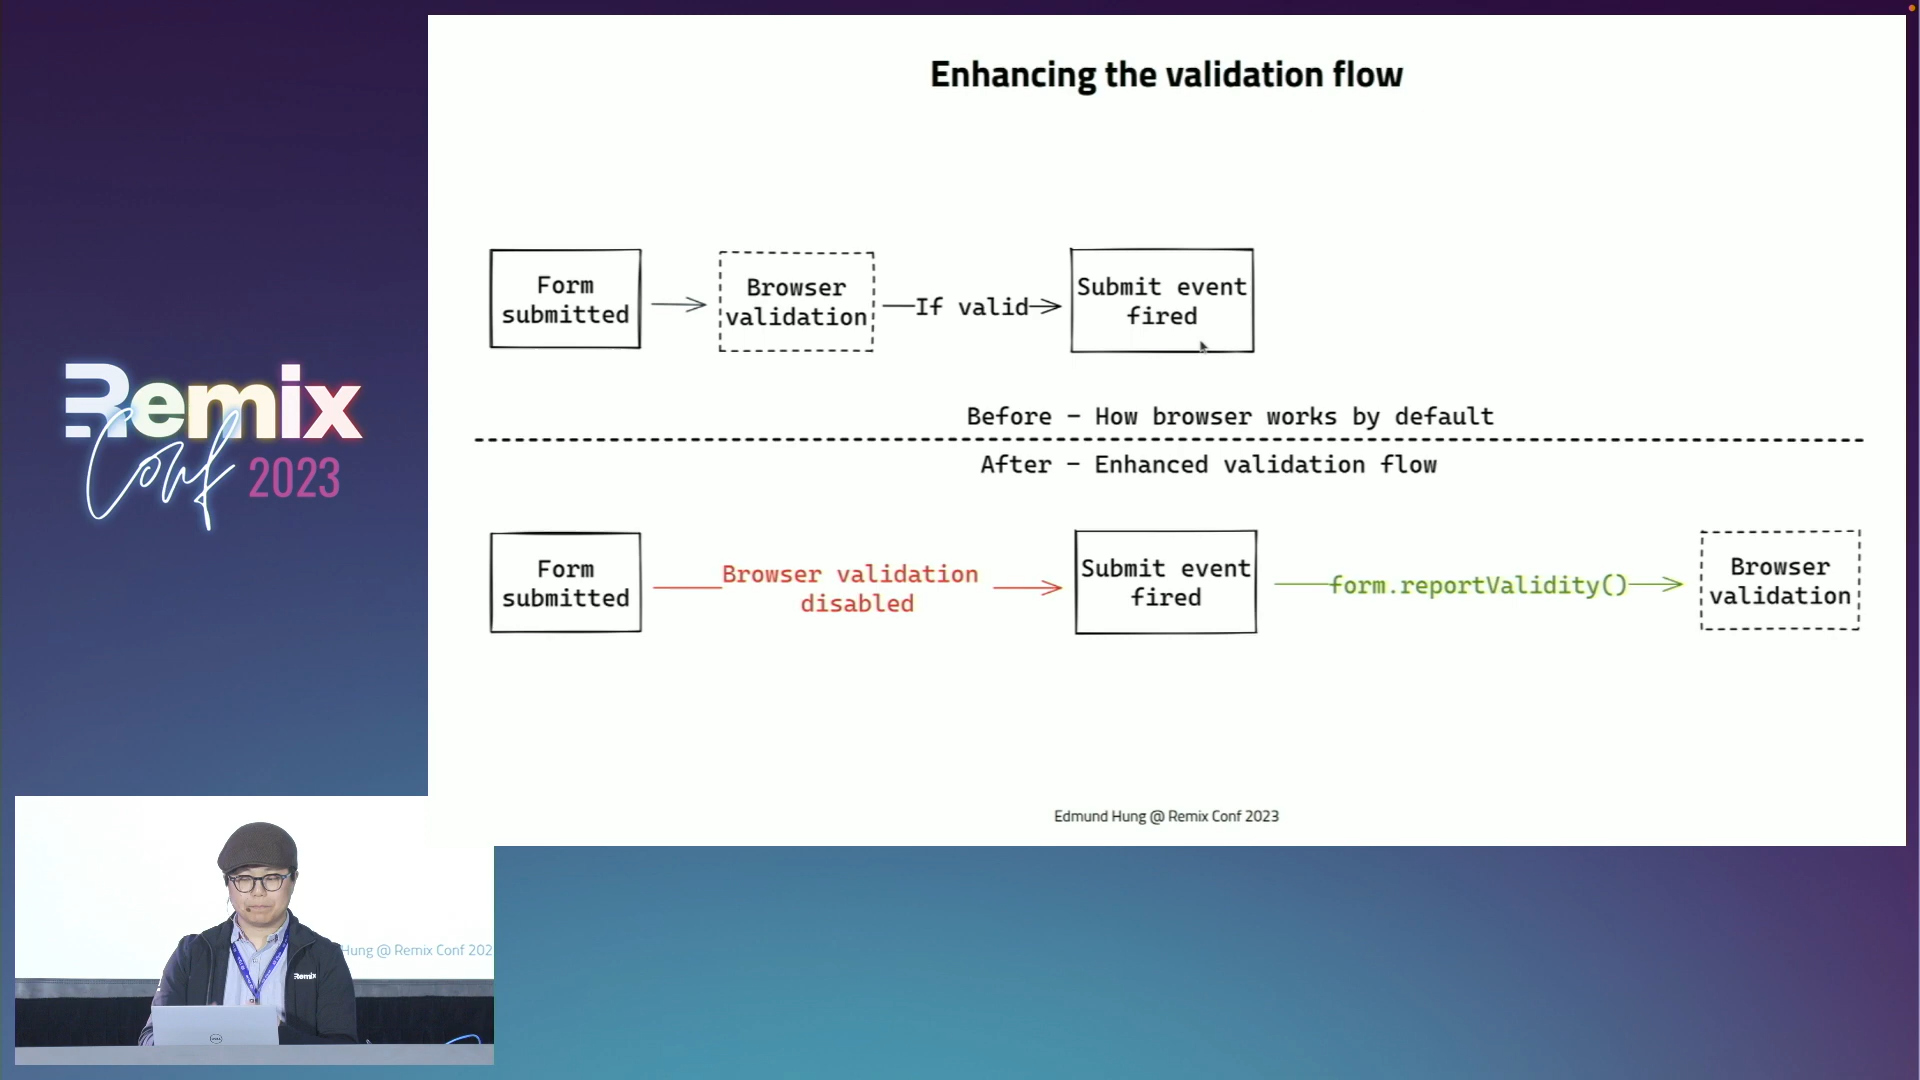 Enhancing the validation flow
Form
submitted
Browser
validation
If valid
Submit event
fired
Before - How browser works by default
After - Enhanced validation flow
Form
submitted
Browser validation
disabled
Submit event
fired
form.reportValidity()
Browser
validation
Edmund Hung @ Remix Conf 2023
Remix
Conf 2023
Hung @ Remix Conf 202
Remix
DELL